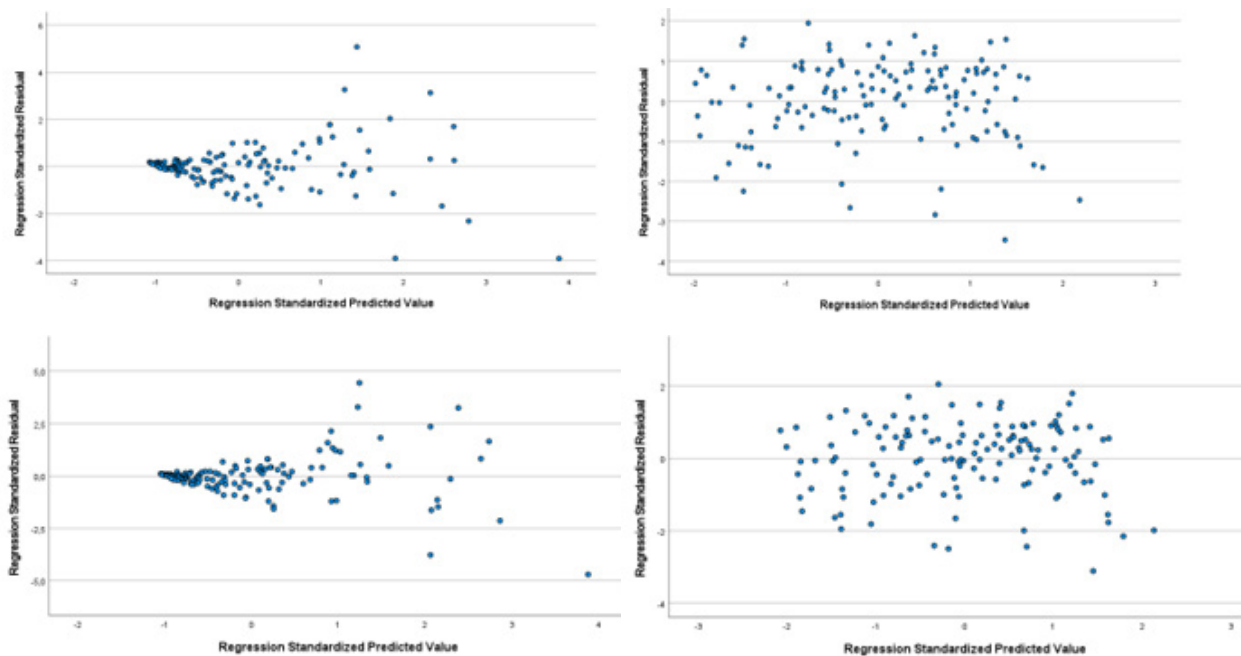 Regression Standardized Residual
6
4
2
0
-2
-4
-2 -1 0 1 2 3 4
Regression Standardized Predicted Value
Regression Standardized Residual
2
1
0
-1
-2
-3
-4
-2 -1 0 1 2 3
Regression Standardized Predicted Value
Regression Standardized Residual
5,0
2,5
0,0
-2,5
-5,0
-2 -1 0 1 2 3 4
Regression Standardized Predicted Value
Regression Standardized Residual
2
0
-2
-4
-3 -2 -1 0 1 2 3
Regression Standardized Predicted Value